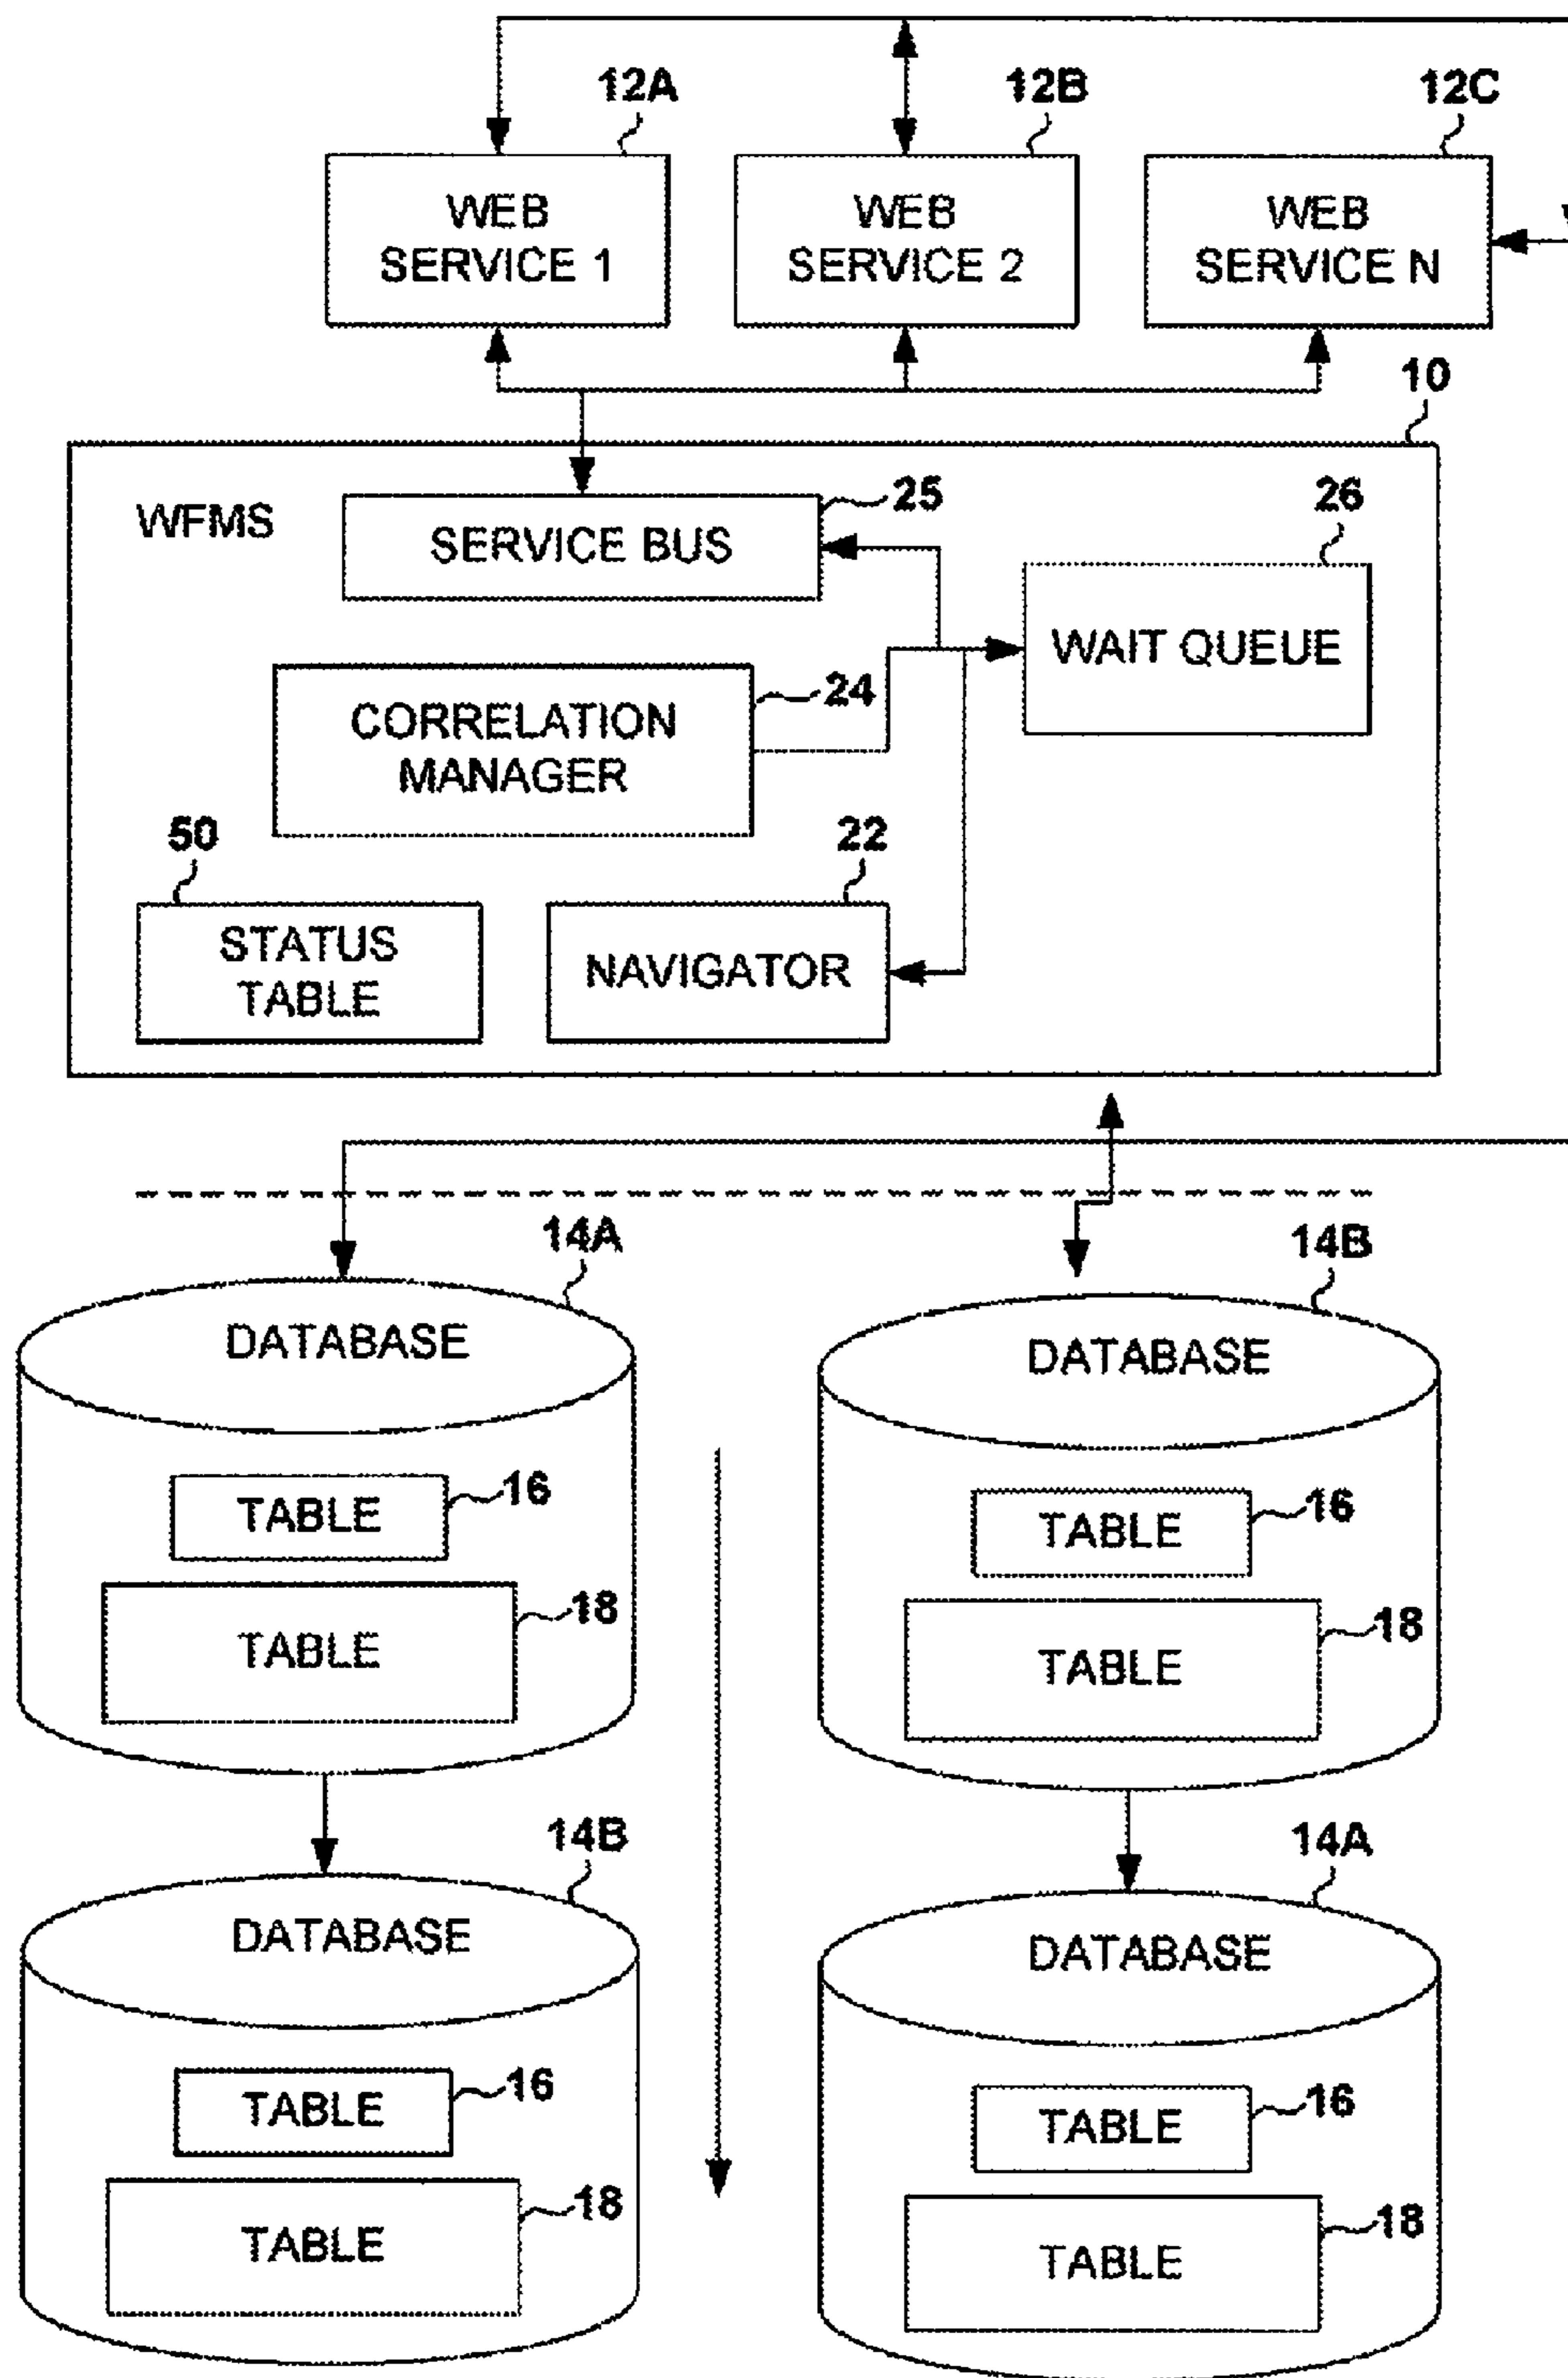 12A
12B
12C
WEB
SERVICE 1
WEB
SERVICE 2
WEB
SERVICE N
10
WFMS
25
SERVICE BUS
26
WAIT QUEUE
24
CORRELATION
MANAGER
50
STATUS
TABLE
22
NAVIGATOR
14A
DATABASE
16
TABLE
18
TABLE
14B
DATABASE
16
TABLE
18
TABLE
14B
DATABASE
16
TABLE
18
TABLE
14A
DATABASE
16
TABLE
18
TABLE